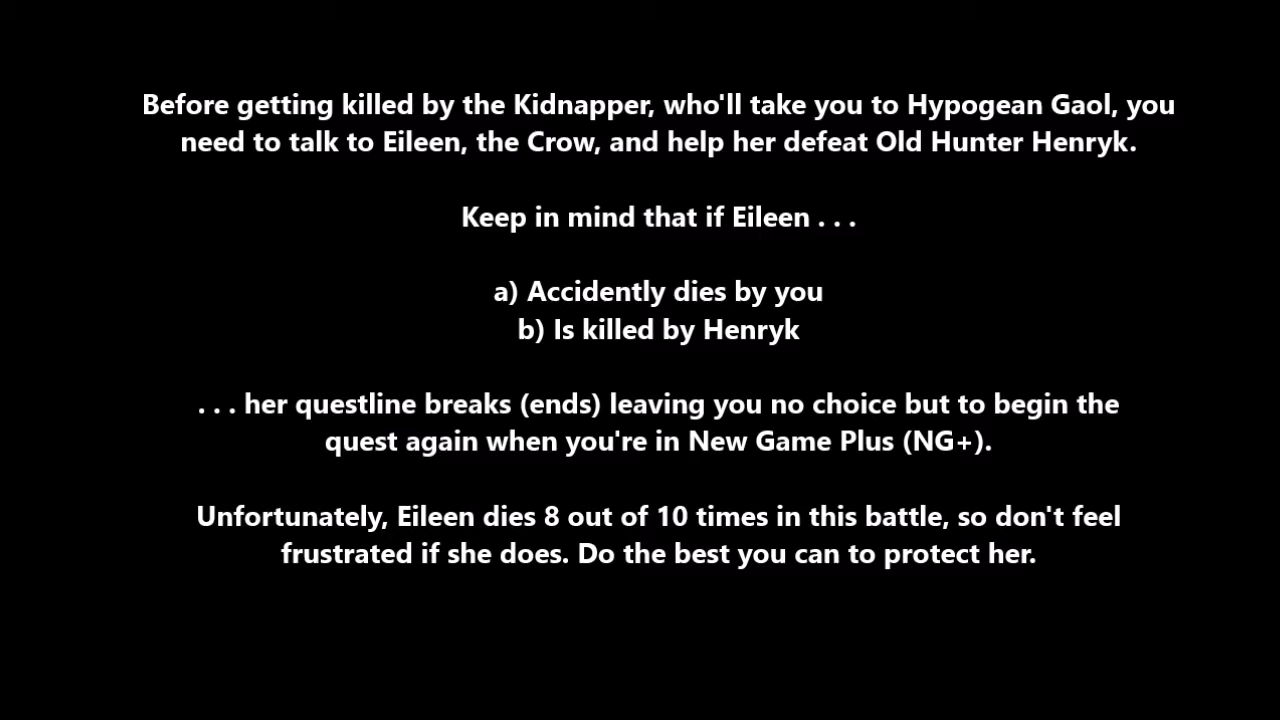 Before getting killed by the Kidnapper, who'll take you to Hypogean Gaol, you
need to talk to Eileen, the Crow, and help her defeat Old Hunter Henryk.
Keep in mind that if Eileen . . .
a) Accidently dies by you
b) Is killed by Henryk
. . . her questline breaks (ends) leaving you no choice but to begin the
quest again when you're in New Game Plus (NG+).
Unfortunately, Eileen dies 8 out of 10 times in this battle, so don't feel
frustrated if she does. Do the best you can to protect her.